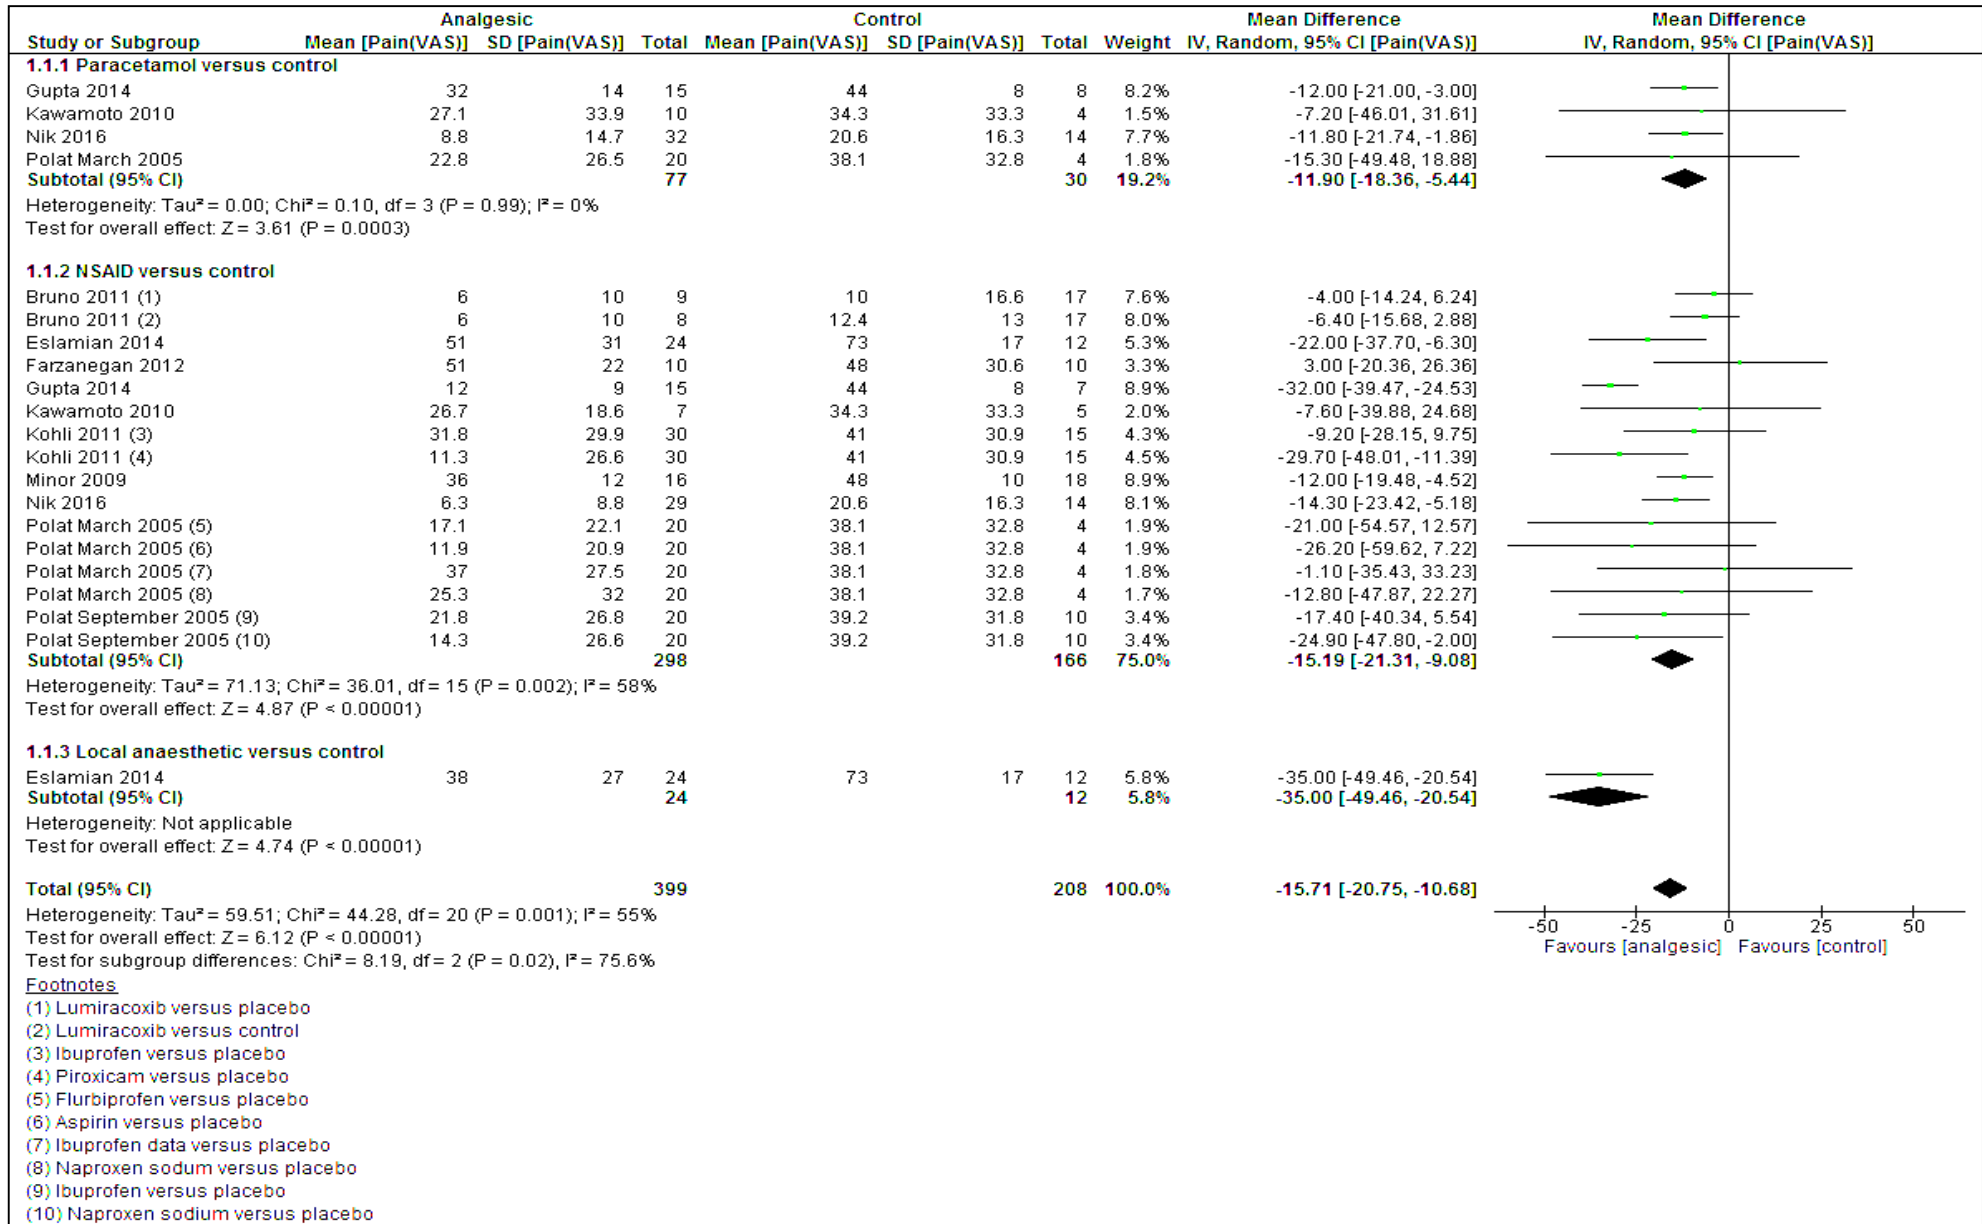 Analgesic Control Mean Difference Mean Difference
Study or Subgroup Mean [Pain(VAS)] SD [Pain(VAS)] Total Mean [Pain(VAS)] SD [Pain(VAS)] Total Weight IV, Random, 95% CI [Pain(VAS)] IV, Random, 95% CI [Pain(VAS)]
1.1.1 Paracetamol versus control
Gupta 2014 32 14 15 44 8 8 8.2% -12.00 [-21.00, -3.00]
Kawamoto 2010 27.1 33.9 10 34.3 33.3 4 1.5% -7.20 [-46.01, 31.61]
Nik 2016 8.8 14.7 32 20.6 16.3 14 7.7% -11.80 [-21.74, -1.86]
Polat March 2005 22.8 26.5 20 38.1 32.8 4 1.8% -15.30 [-49.48, 18.88]
Subtotal (95% CI) 77 30 19.2% -11.90 [-18.36, -5.44]
Heterogeneity: Tau² = 0.00; Chi² = 0.10, df = 3 (P = 0.99); I² = 0%
Test for overall effect: Z = 3.61 (P = 0.0003)
1.1.2 NSAID versus control
Bruno 2011 (1) 6 10 9 10 16.6 17 7.6% -4.00 [-14.24, 6.24]
Bruno 2011 (2) 6 10 8 12.4 13 17 8.0% -6.40 [-15.68, 2.88]
Eslamian 2014 51 31 24 73 17 12 5.3% -22.00 [-37.70, -6.30]
Farzanegan 2012 51 22 10 48 30.6 10 3.3% 3.00 [-20.36, 26.36]
Gupta 2014 12 9 15 44 8 7 8.9% -32.00 [-39.47, -24.53]
Kawamoto 2010 26.7 18.6 7 34.3 33.3 5 2.0% -7.60 [-39.88, 24.68]
Kohli 2011 (3) 31.8 29.9 30 41 30.9 15 4.3% -9.20 [-28.15, 9.75]
Kohli 2011 (4) 11.3 26.6 30 41 30.9 15 4.5% -29.70 [-48.01, -11.39]
Minor 2009 36 12 16 48 10 18 8.9% -12.00 [-19.48, -4.52]
Nik 2016 6.3 8.8 29 20.6 16.3 14 8.1% -14.30 [-23.42, -5.18]
Polat March 2005 (5) 17.1 22.1 20 38.1 32.8 4 1.9% -21.00 [-54.57, 12.57]
Polat March 2005 (6) 11.9 20.9 20 38.1 32.8 4 1.9% -26.20 [-59.62, 7.22]
Polat March 2005 (7) 37 27.5 20 38.1 32.8 4 1.8% -1.10 [-35.43, 33.23]
Polat March 2005 (8) 25.3 32 20 38.1 32.8 4 1.7% -12.80 [-47.87, 22.27]
Polat September 2005 (9) 21.8 26.8 20 39.2 31.8 10 3.4% -17.40 [-40.34, 5.54]
Polat September 2005 (10) 14.3 26.6 20 39.2 31.8 10 3.4% -24.90 [-47.80, -2.00]
Subtotal (95% CI) 298 166 75.0% -15.19 [-21.31, -9.08]
Heterogeneity: Tau² = 71.13; Chi² = 36.01, df = 15 (P = 0.002); I² = 58%
Test for overall effect: Z = 4.87 (P < 0.00001)
1.1.3 Local anaesthetic versus control
Eslamian 2014 38 27 24 73 17 12 5.8% -35.00 [-49.46, -20.54]
Subtotal (95% CI) 24 12 5.8% -35.00 [-49.46, -20.54]
Heterogeneity: Not applicable
Test for overall effect: Z = 4.74 (P < 0.00001)
Total (95% CI) 399 208 100.0% -15.71 [-20.75, -10.68]
Heterogeneity: Tau² = 59.51; Chi² = 44.28, df = 20 (P = 0.001); I² = 55%
Test for overall effect: Z = 6.12 (P < 0.00001)
Test for subgroup differences: Chi² = 8.19, df = 2 (P = 0.02), I² = 75.6%
-50 -25 0 25 50
Favours [analgesic] Favours [control]
Footnotes
(1) Lumiracoxib versus placebo
(2) Lumiracoxib versus control
(3) Ibuprofen versus placebo
(4) Piroxicam versus placebo
(5) Flurbiprofen versus placebo
(6) Aspirin versus placebo
(7) Ibuprofen data versus placebo
(8) Naproxen sodum versus placebo
(9) Ibuprofen versus placebo
(10) Naproxen sodium versus placebo